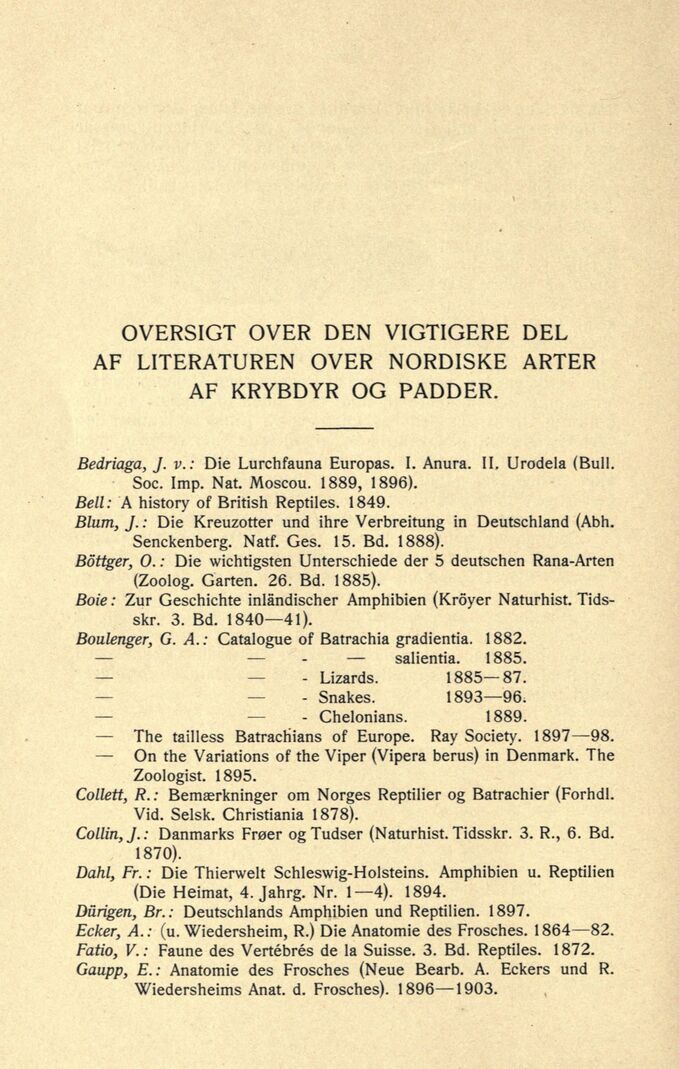 OVERSIGT OVER DEN VIGTIGERE DEL
AF LITERATUREN OVER NORDISKE ARTER
AF KRYBDYR OG PADDER.
Bedriaga, J. v.: Die Lurchfauna Europas. I. Anura. II. Urodela (Bull.
Soc. Imp. Nat. Moscou. 1889, 1896).
Bell: A history of British Reptiles. 1849.
Blum, J.: Die Kreuzotter und ihre Verbreitung in Deutschland (Abh.
Senckenberg. Natf. Ges. 15. Bd. 1888).
Böttger, O.: Die wichtigsten Unterschiede der 5 deutschen Rana-Arten
(Zoolog. Garten. 26. Bd. 1885).
Boie: Zur Geschichte inländischer Amphibien (Kröyer Naturhist. Tids-
skr. 3. Bd. 1840—41).
Boulenger, G. A.: Catalogue of Batrachia gradientia. 1882.
— — - — salientia. 1885.
— — - Lizards. 1885—87.
— — - Snakes. 1893—96.
— — - Chelonians. 1889.
— The tailless Batrachians of Europe. Ray Society. 1897—98.
— On the Variations of the Viper (Vipera berus) in Denmark. The
Zoologist. 1895.
Collett, R.: Bemærkninger om Norges Reptilier og Batrachier (Forhdl.
Vid. Selsk. Christiania 1878).
Collin, J.: Danmarks Frøer og Tudser (Naturhist. Tidsskr. 3. R., 6. Bd.
1870).
Dahl, Fr.: Die Thierwelt Schleswig-Holsteins. Amphibien u. Reptilien
(Die Heimat, 4. Jahrg. Nr. 1—4). 1894.
Dürigen, Br.: Deutschlands Amphibien und Reptilien. 1897.
Ecker, A.: (u. Wiedersheim, R.) Die Anatomie des Frosches. 1864—82.
Fatio, V.: Faune des Vertébrés de la Suisse. 3. Bd. Reptiles. 1872.
Gaupp, E.: Anatomie des Frosches (Neue Bearb. A. Eckers und R.
Wiedersheims Anat. d. Frosches). 1896—1903.